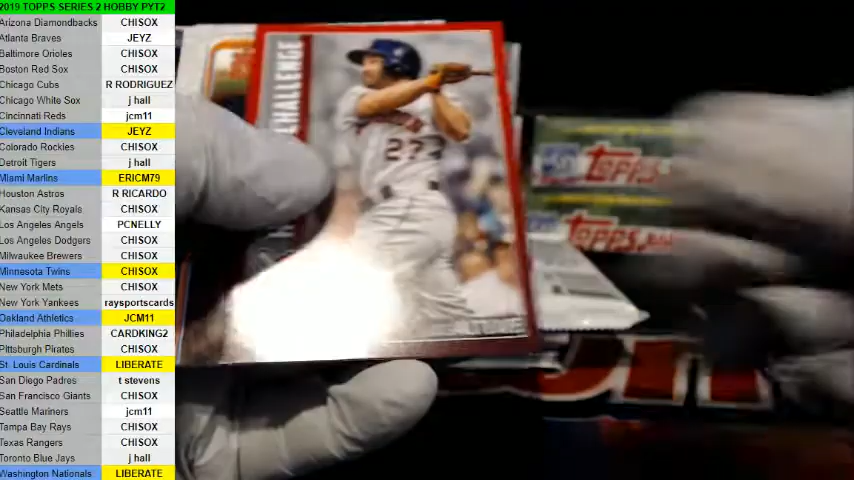 2019 TOPPS SERIES 2 HOBBY PYT2
Arizona Diamondbacks CHISOX
Atlanta Braves JEYZ
Baltimore Orioles CHISOX
Boston Red Sox CHISOX
Chicago Cubs R RODRIGUEZ
Chicago White Sox j hall
Cincinnati Reds jcm11
Cleveland Indians JEYZ
Colorado Rockies CHISOX
Detroit Tigers j hall
Miami Marlins ERICM79
Houston Astros R RICARDO
Kansas City Royale CHISOX
Los Angeles Angels PCNELLY
Los Angeles Dodgers CHISOX
Milwaukee Brewers CHISOX
Minnesota Twins CHISOX
New York Mets CHISOX
New York Yankees raysportscards
Oakland Athletics JCM11
Philadelphia Phillies CARDKING2
Pittsburgh Pirates CHISOX
St. Louis Cardinals LIBERATE
San Diego Padres t stevens
San Francisco Giants CHISOX
Seattle Mariners jcm11
Tampa Bay Rays CHISOX
Texas Rangers CHISOX
Toronto Blue Jays j hall
Washington Nationals LIBERATE
CHALLENGE
27
TOPPS
TOPPS